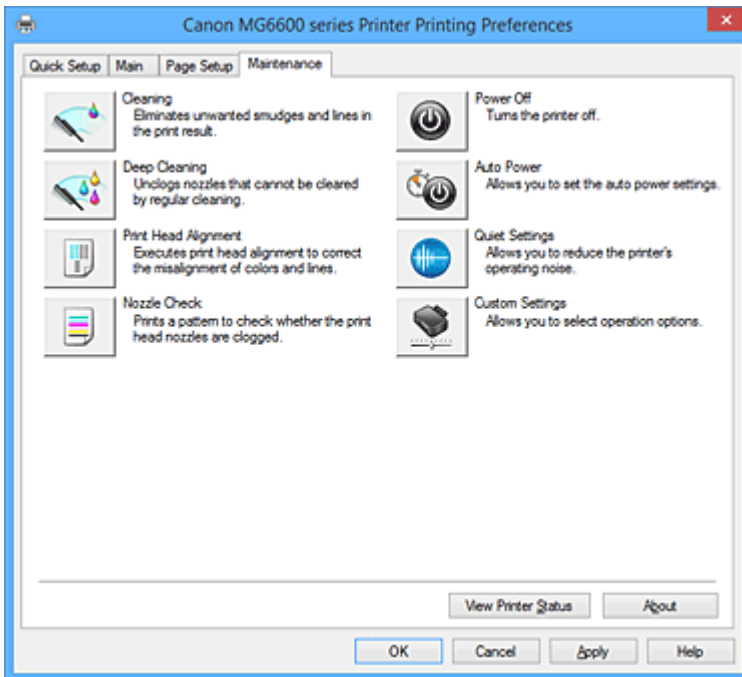 Canon MG6600 series Printer Printing Preferences
Quick Setup
Main
Page Setup
Maintenance
Cleaning
Eliminates unwanted smudges and lines in
the print result.
Deep Cleaning
Unclogs nozzles that cannot be cleared
by regular cleaning.
Print Head Alignment
Executes print head alignment to correct
the misalignment of colors and lines.
Nozzle Check
Prints a pattern to check whether the print
head nozzles are clogged.
Power Off
Turns the printer off.
Auto Power
Allows you to set the auto power settings.
Quiet Settings
Allows you to reduce the printer's
operating noise.
Custom Settings
Allows you to select operation options.
View Printer Status
About
OK
Cancel
Apply
Help